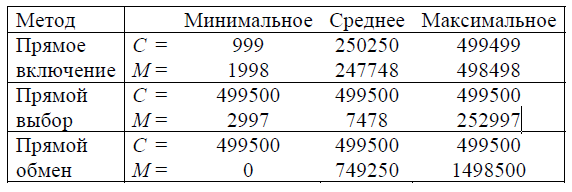 Метод Минимальное Среднее Максимальное
Прямое C = 999 250250 499499
включение M = 1998 247748 498498
Прямой C = 499500 499500 499500
выбор M = 2997 7478 252997
Прямой C = 499500 499500 499500
обмен M = 0 749250 1498500